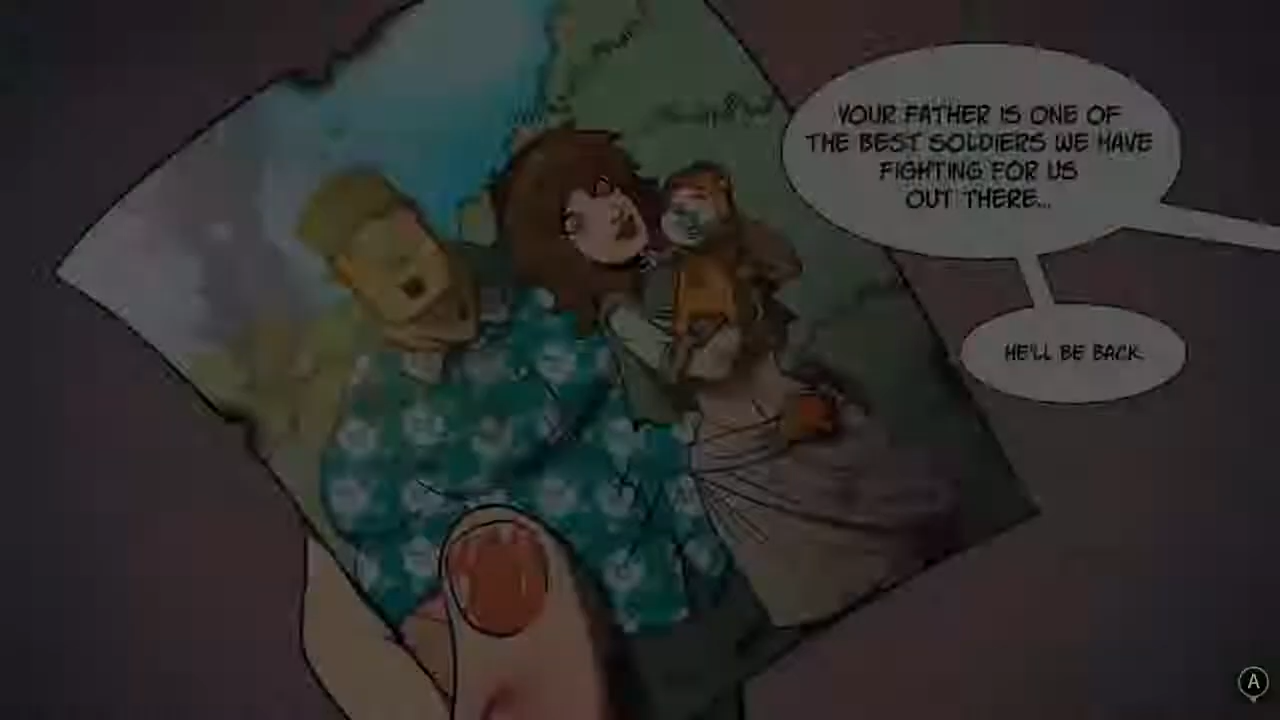 YOUR FATHER IS ONE OF
THE BEST SOLDIERS WE HAVE
FIGHTING FOR US
OUT THERE...
HE'LL BE BACK.
A